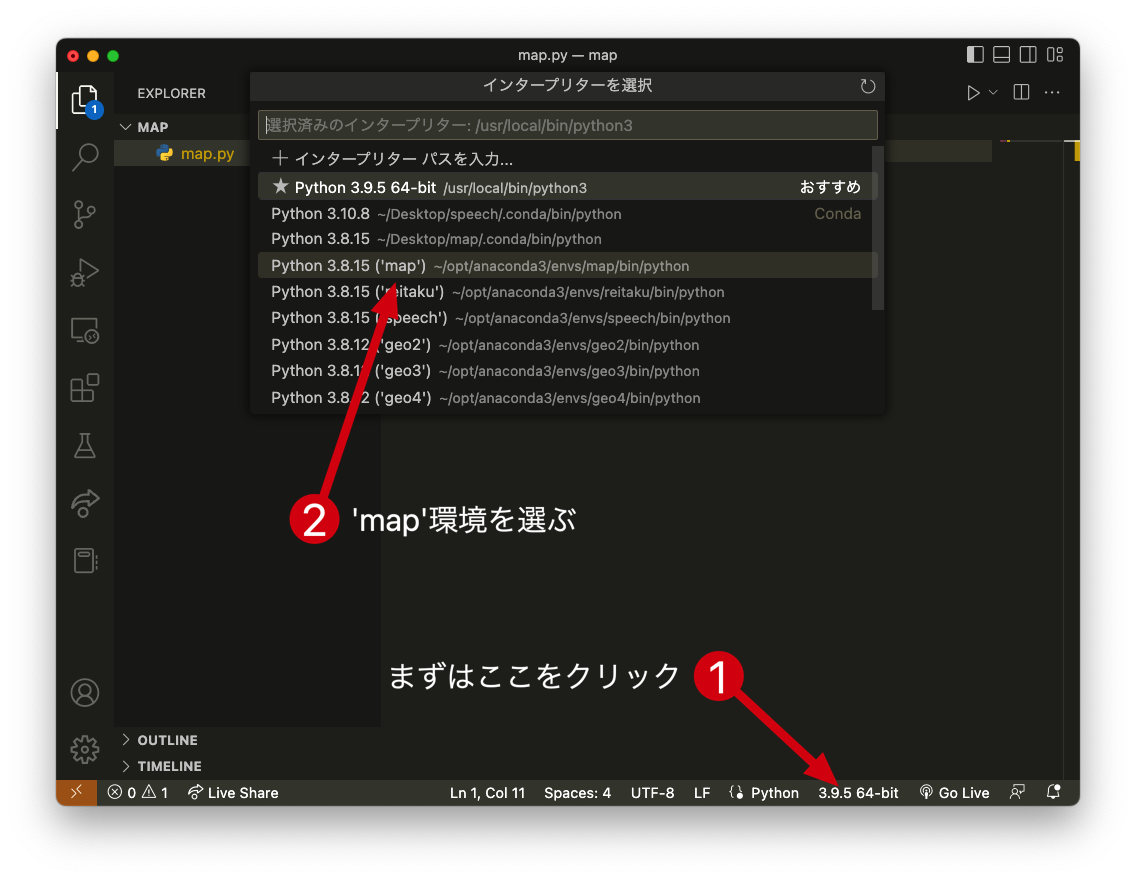 map.py — map
インタープリターを選択
1
EXPLORER
MAP
map.py
選択済みのインタープリター: /usr/local/bin/python3
インタープリター パスを入力...
★ Python 3.9.5 64-bit /usr/local/bin/python3 おすすめ
Python 3.10.8 ~/Desktop/speech/.conda/bin/python Conda
Python 3.8.15 ~/Desktop/map/.conda/bin/python
Python 3.8.15 ('map') ~/opt/anaconda3/envs/map/bin/python
Python 3.8.15 ('reitaku') ~/opt/anaconda3/envs/reitaku/bin/python
Python 3.8.15 ('speech') ~/opt/anaconda3/envs/speech/bin/python
Python 3.8.12 ('geo2') ~/opt/anaconda3/envs/geo2/bin/python
Python 3.8.12 ('geo3') ~/opt/anaconda3/envs/geo3/bin/python
Python 3.8.12 ('geo4') ~/opt/anaconda3/envs/geo4/bin/python
2 'map'環境を選ぶ
まずはここをクリック 1
OUTLINE
TIMELINE
0 1 Live Share Ln 1, Col 11 Spaces: 4 UTF-8 LF Python 3.9.5 64-bit Go Live